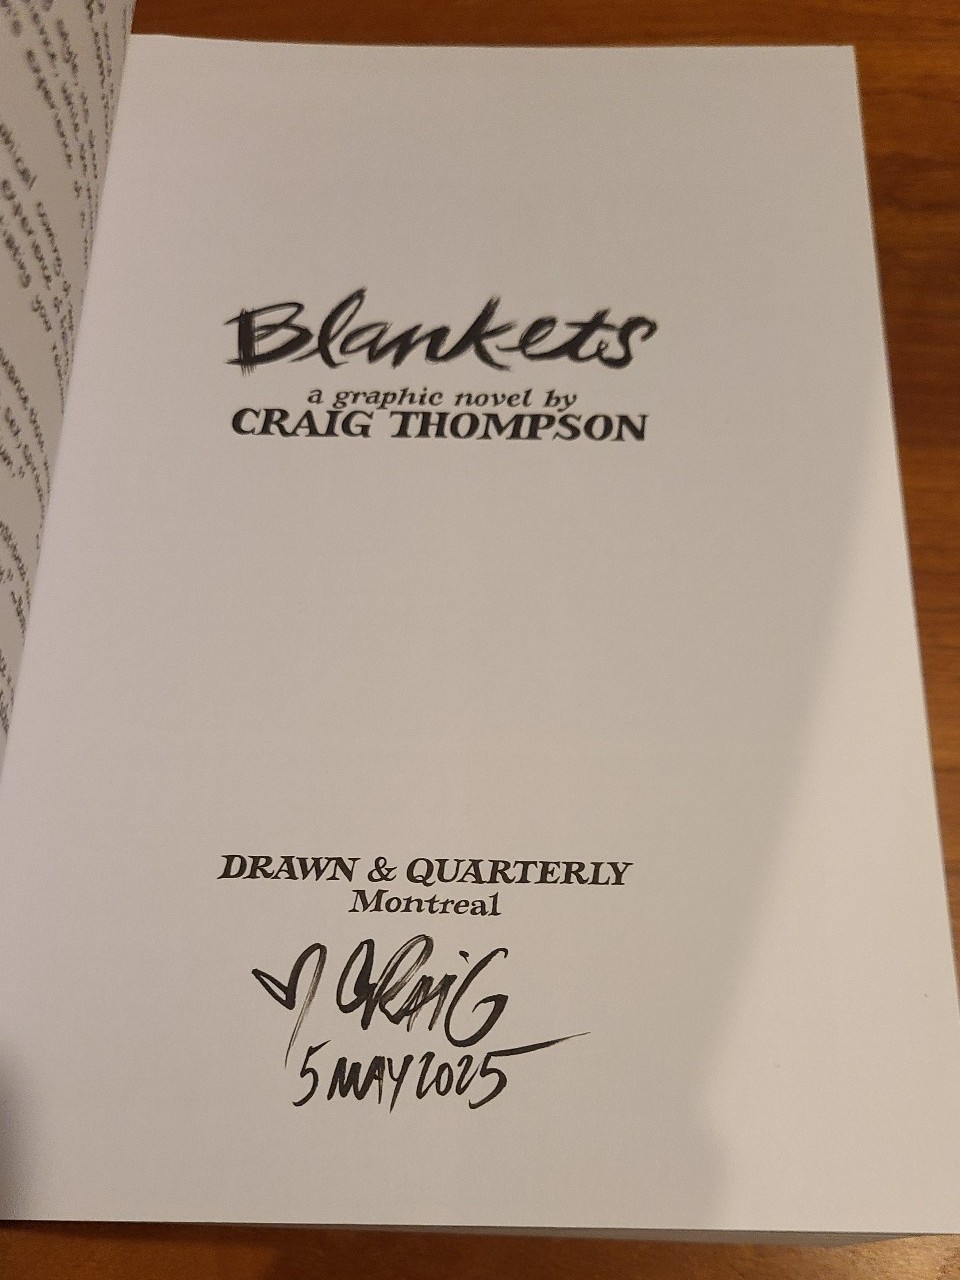 Blankets
a graphic novel by
CRAIG THOMPSON
DRAWN & QUARTERLY
Montreal
♥ CRAIG
5 MAY 2025